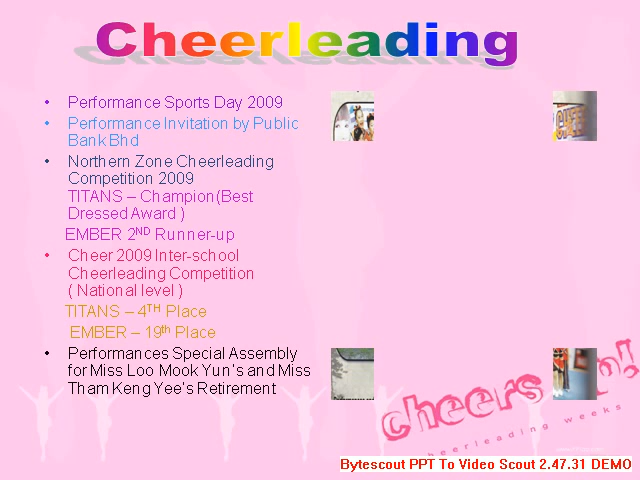 Cheerleading
• Performance Sports Day 2009
• Performance Invitation by Public
Bank Bhd
• Northern Zone Cheerleading
Competition 2009
TITANS – Champion(Best
Dressed Award )
EMBER 2ND Runner-up
• Cheer 2009 Inter-school
Cheerleading Competition
( National level )
TITANS – 4TH Place
EMBER – 19th Place
• Performances Special Assembly
for Miss Loo Mook Yun's and Miss
Tham Keng Yee's Retirement
CHEER
cheers
heerleading weeks
Bytescout PPT To Video Scout 2.47.31 DEMO